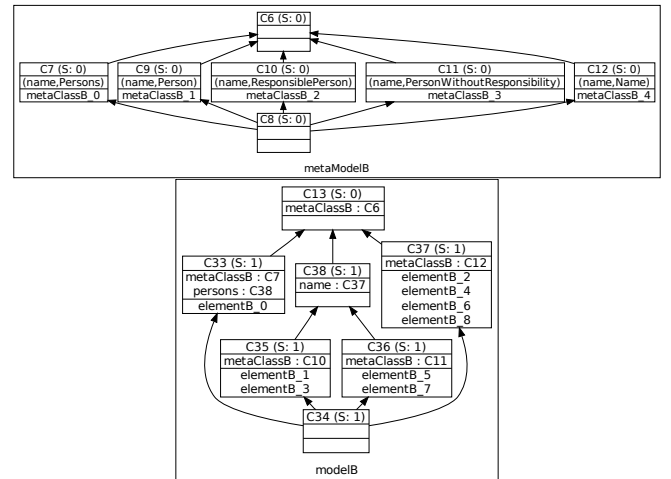 C6 (S: 0)
C7 (S: 0)
(name,Persons)
metaClassB_0
C9 (S: 0)
(name,Person)
metaClassB_1
C10 (S: 0)
(name,ResponsiblePerson)
metaClassB_2
C11 (S: 0)
(name,PersonWithoutResponsibility)
metaClassB_3
C12 (S: 0)
(name,Name)
metaClassB_4
C8 (S: 0)
metaModelB
C13 (S: 0)
metaClassB : C6
C33 (S: 1)
metaClassB : C7
persons : C38
elementB_0
C38 (S: 1)
name : C37
C37 (S: 1)
metaClassB : C12
elementB_2
elementB_4
elementB_6
elementB_8
C35 (S: 1)
metaClassB : C10
elementB_1
elementB_3
C36 (S: 1)
metaClassB : C11
elementB_5
elementB_7
C34 (S: 1)
modelB